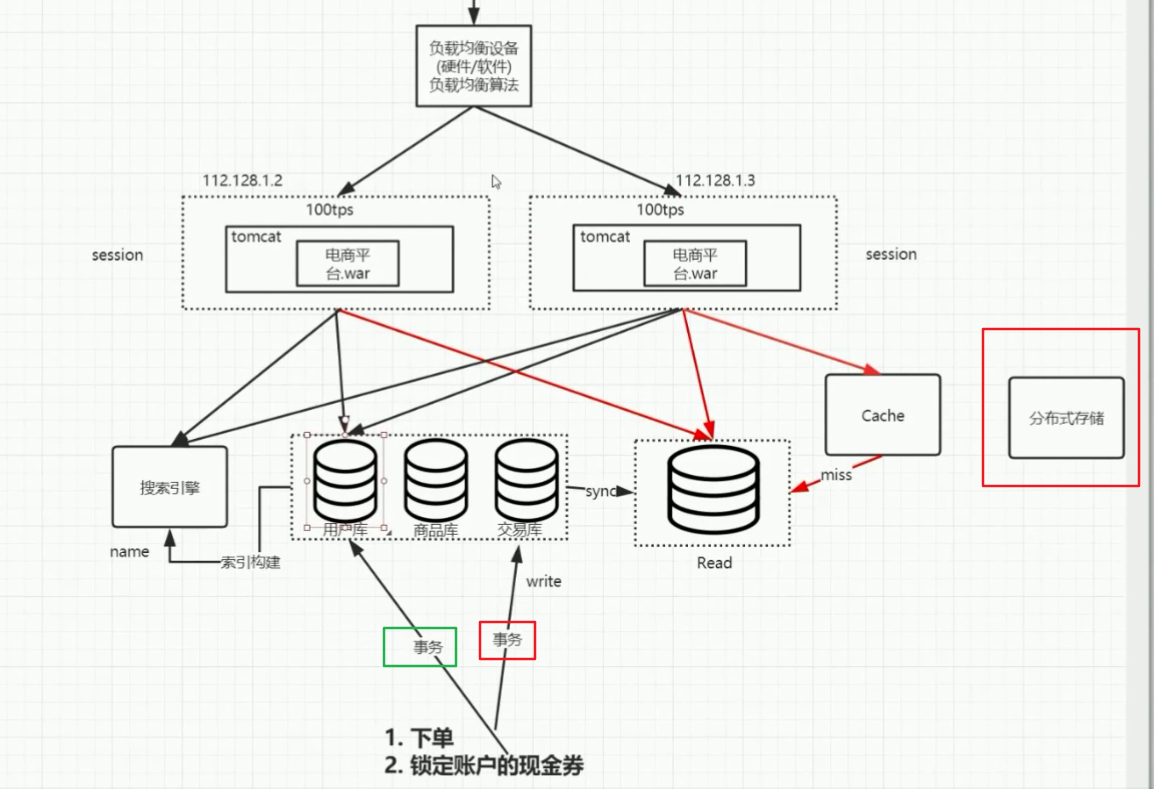 负载均衡设备
(硬件/软件)
负载均衡算法
112.128.1.2
112.128.1.3
100tps
100tps
tomcat
tomcat
电商平
台.war
电商平
台.war
session
session
Cache
分布式存储
miss
搜索引擎
sync
用户库
商品库
交易库
name
索引构建
Read
write
事务
事务
1. 下单
2. 锁定账户的现金券